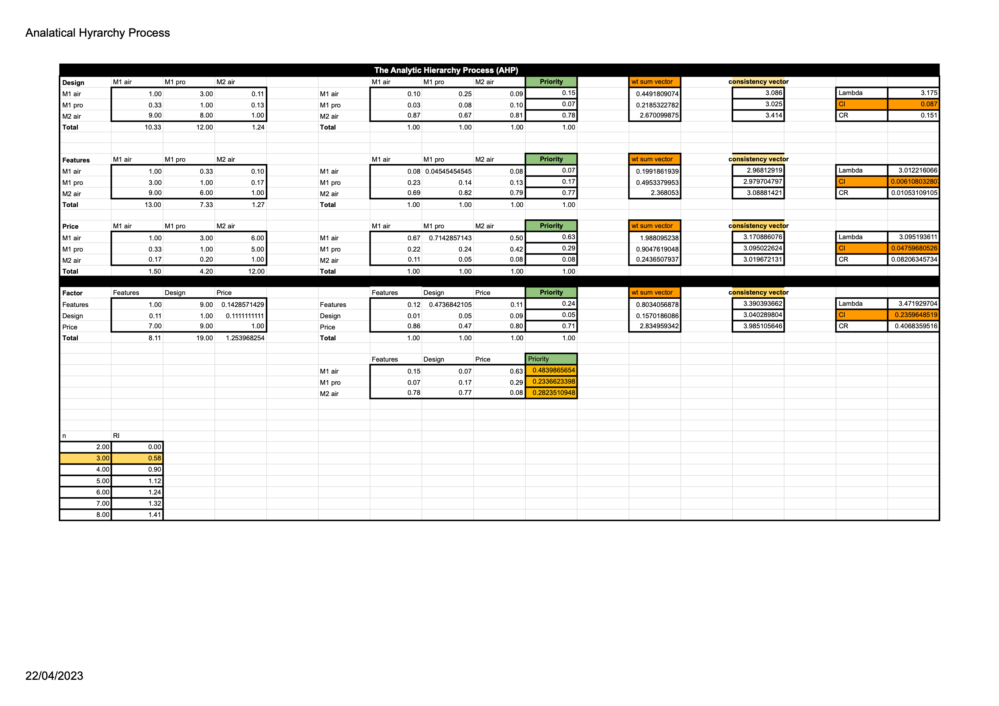 Analatical Hyrarchy Process
The Analytic Hierarchy Process (AHP)
Design M1 air M1 pro M2 air M1 air M1 pro M2 air Priority wt sum vector consistency vector
M1 air 1.00 3.00 0.11 M1 air 0.10 0.25 0.09 0.15 0.4491809074 3.086 Lambda 3.175
M1 pro 0.33 1.00 0.13 M1 pro 0.03 0.08 0.10 0.07 0.2185322782 3.025 CI 0.087
M2 air 9.00 8.00 1.00 M2 air 0.87 0.67 0.81 0.78 2.670099875 3.414 CR 0.151
Total 10.33 12.00 1.24 Total 1.00 1.00 1.00 1.00
Features M1 air M1 pro M2 air M1 air M1 pro M2 air Priority wt sum vector consistency vector
M1 air 1.00 0.33 0.10 M1 air 0.08 0.04545454545 0.08 0.07 0.1991861939 2.96812919 Lambda 3.012216066
M1 pro 3.00 1.00 0.17 M1 pro 0.23 0.14 0.13 0.17 0.4953379953 2.979704797 CI 0.006108032807
M2 air 9.00 6.00 1.00 M2 air 0.69 0.82 0.79 0.77 2.368053 3.08881421 CR 0.01053109105
Total 13.00 7.33 1.27 Total 1.00 1.00 1.00 1.00
Price M1 air M1 pro M2 air M1 air M1 pro M2 air Priority wt sum vector consistency vector
M1 air 1.00 3.00 6.00 M1 air 0.67 0.7142857143 0.50 0.63 1.988095238 3.170886076 Lambda 3.095193611
M1 pro 0.33 1.00 5.00 M1 pro 0.22 0.24 0.42 0.29 0.9047619048 3.095022624 CI 0.04759680526
M2 air 0.17 0.20 1.00 M2 air 0.11 0.05 0.08 0.08 0.2436507937 3.019672131 CR 0.08206345734
Total 1.50 4.20 12.00 Total 1.00 1.00 1.00 1.00
Factor Features Design Price Features Design Price Priority wt sum vector consistency vector
Features 1.00 9.00 0.1428571429 Features 0.12 0.4736842105 0.11 0.24 0.8034056878 3.390393662 Lambda 3.471929704
Design 0.11 1.00 0.1111111111 Design 0.01 0.05 0.09 0.05 0.1570186086 3.040289804 CI 0.2359648519
Price 7.00 9.00 1.00 Price 0.86 0.47 0.80 0.71 2.834959342 3.985105646 CR 0.4068359516
Total 8.11 19.00 1.253968254 Total 1.00 1.00 1.00 1.00
Features Design Price Priority
M1 air 0.15 0.07 0.63 0.4839865654
M1 pro 0.07 0.17 0.29 0.2336623398
M2 air 0.78 0.77 0.08 0.2823510948
n RI
2.00 0.00
3.00 0.58
4.00 0.90
5.00 1.12
6.00 1.24
7.00 1.32
8.00 1.41
22/04/2023